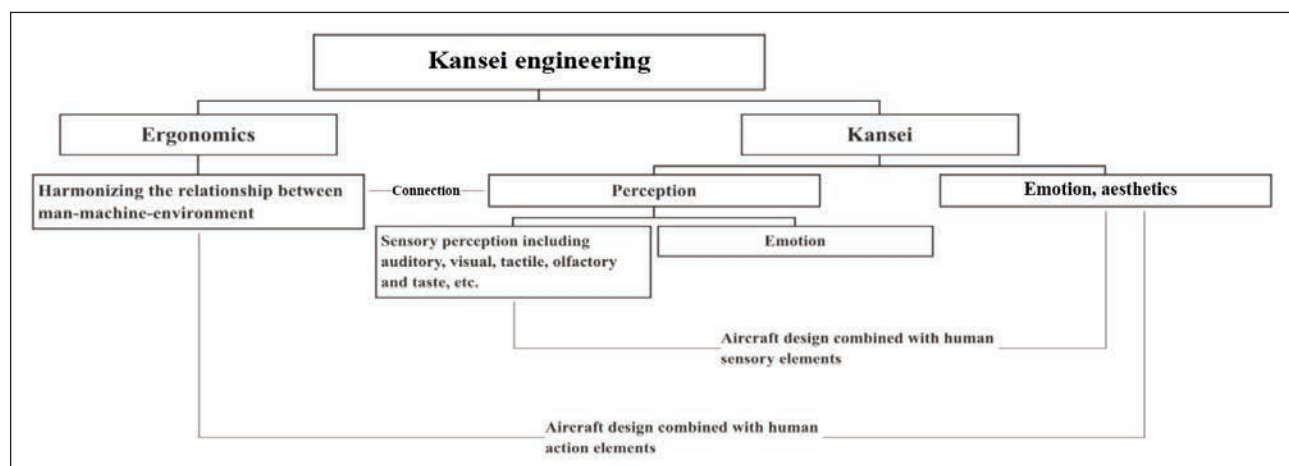 Kansei engineering
Ergonomics
Kansei
Harmonizing the relationship between
man-machine-environment
Connection
Perception
Emotion, aesthetics
Sensory perception including
auditory, visual, tactile, olfactory
and taste, etc.
Emotion
Aircraft design combined with human
sensory elements
Aircraft design combined with human
action elements